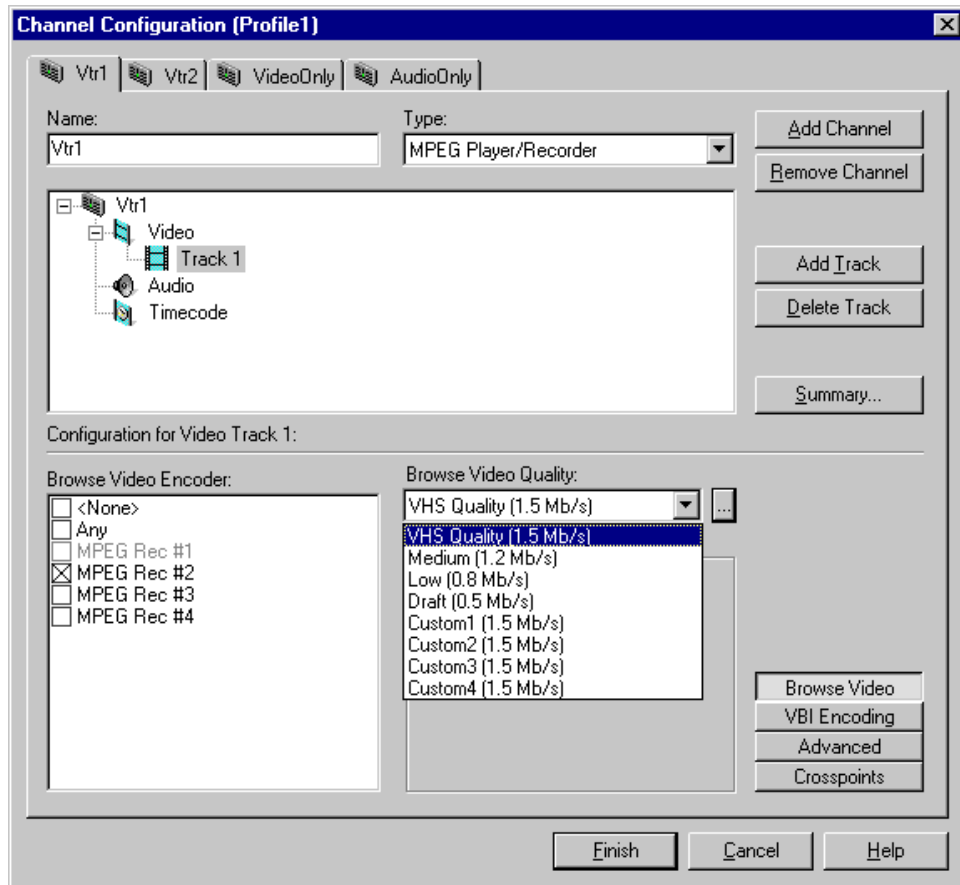 Channel Configuration (Profile1)
Vtr1 Vtr2 VideoOnly AudioOnly
Name:
Vtr1
Type:
MPEG Player/Recorder
Add Channel
Remove Channel
Vtr1
Video
Track 1
Audio
Timecode
Add Track
Delete Track
Summary...
Configuration for Video Track 1:
Browse Video Encoder:
<None>
Any
MPEG Rec #1
MPEG Rec #2
MPEG Rec #3
MPEG Rec #4
Browse Video Quality:
VHS Quality (1.5 Mb/s)
...
VHS Quality (1.5 Mb/s)
Medium (1.2 Mb/s)
Low (0.8 Mb/s)
Draft (0.5 Mb/s)
Custom1 (1.5 Mb/s)
Custom2 (1.5 Mb/s)
Custom3 (1.5 Mb/s)
Custom4 (1.5 Mb/s)
Browse Video
VBI Encoding
Advanced
Crosspoints
Finish Cancel Help